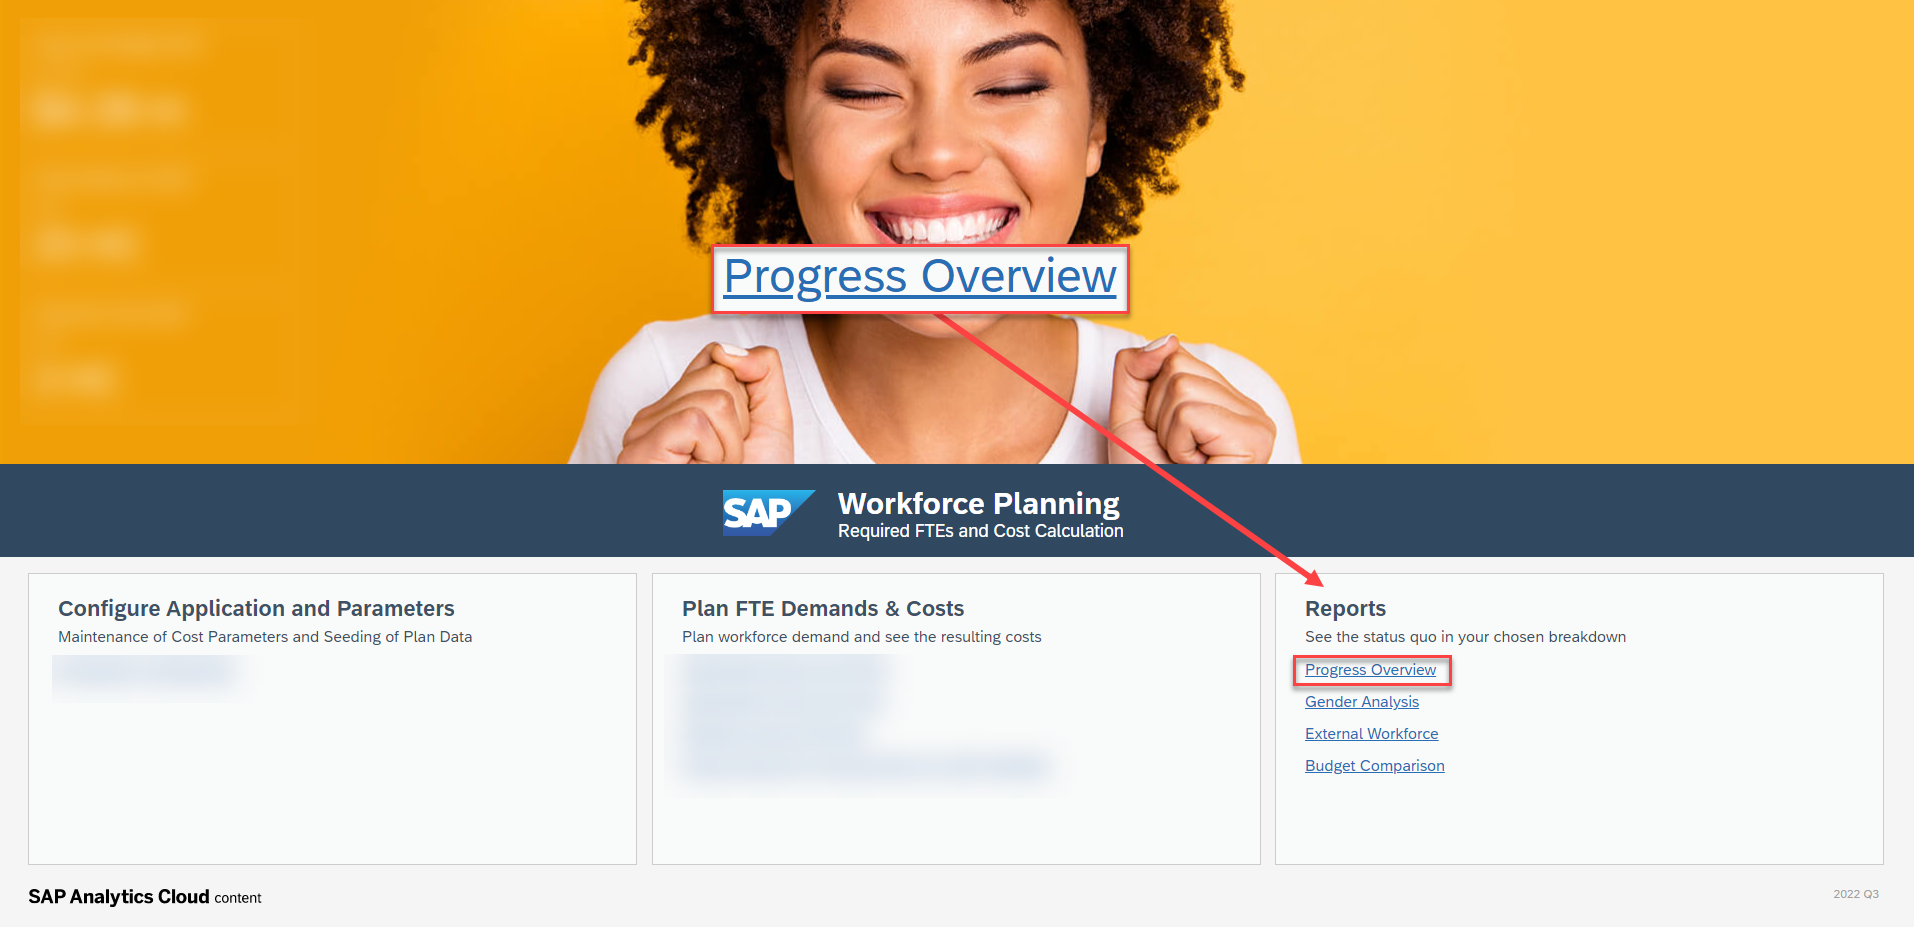 Progress Overview
SAP
Workforce Planning
Required FTEs and Cost Calculation
Configure Application and Parameters
Maintenance of Cost Parameters and Seeding of Plan Data
Plan FTE Demands & Costs
Plan workforce demand and see the resulting costs
Reports
See the status quo in your chosen breakdown
Progress Overview
Gender Analysis
External Workforce
Budget Comparison
SAP Analytics Cloud content
2022 Q3